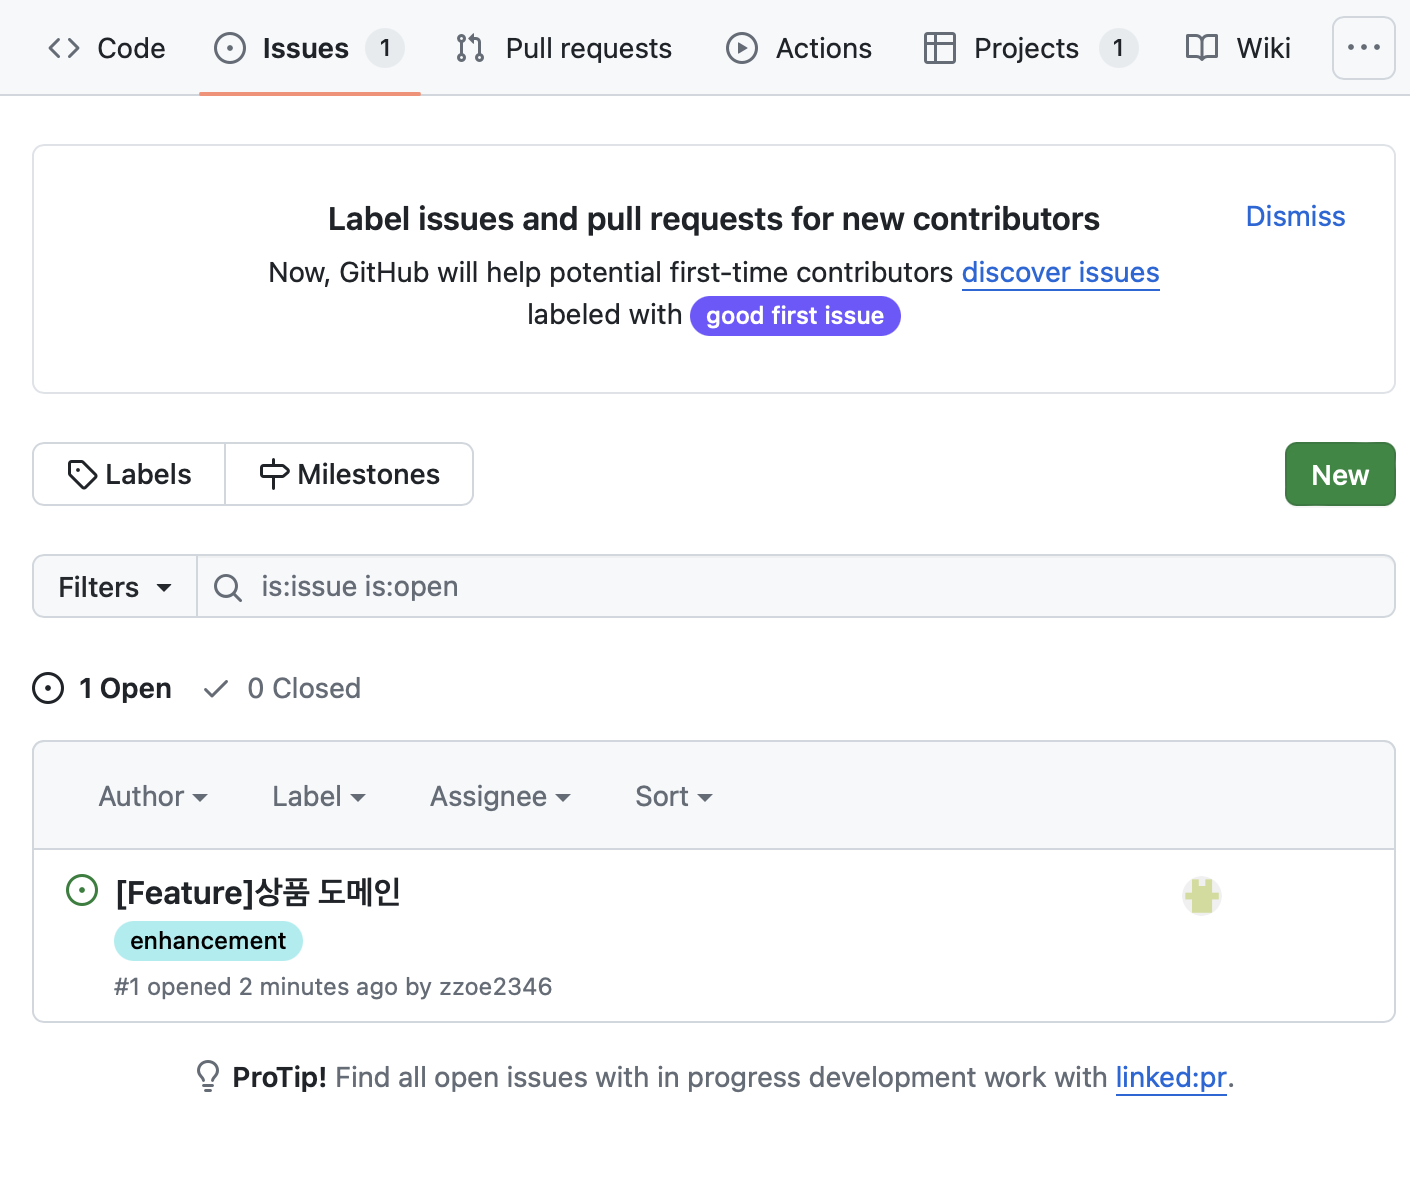 Code Issues 1 Pull requests Actions Projects 1 Wiki
Label issues and pull requests for new contributors
Dismiss
Now, GitHub will help potential first-time contributors discover issues
labeled with good first issue
Labels Milestones New
Filters is:issue is:open
1 Open 0 Closed
Author Label Assignee Sort
[Feature]상품 도메인
enhancement
#1 opened 2 minutes ago by zzoe2346
ProTip! Find all open issues with in progress development work with linked:pr.